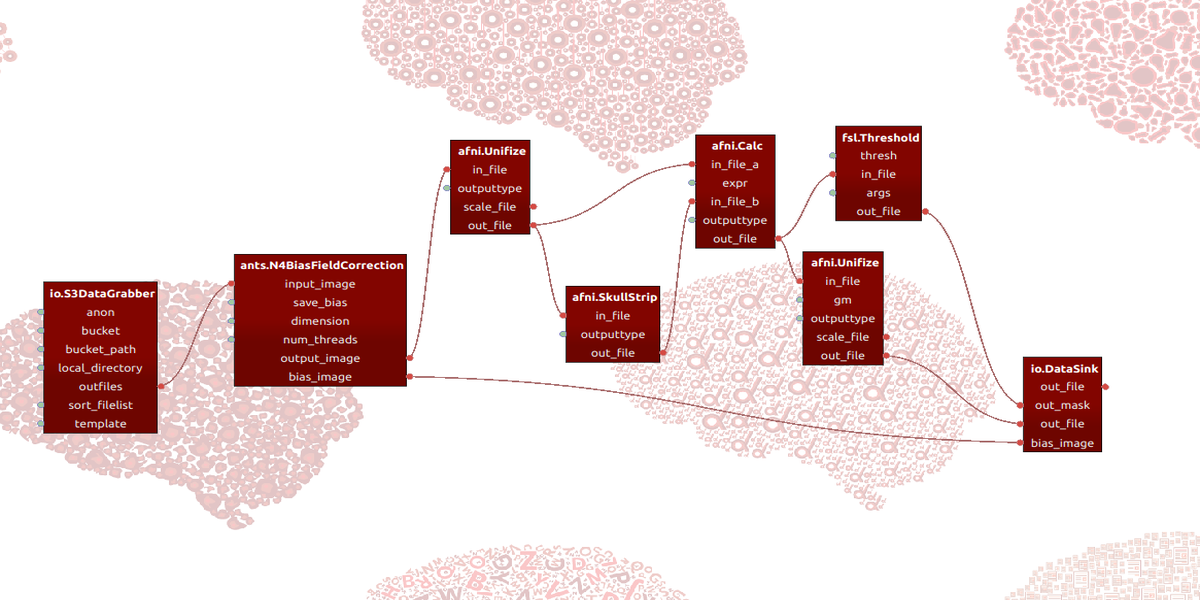 io.S3DataGrabber
anon
bucket
bucket_path
local_directory
outfiles
sort_filelist
template
ants.N4BiasFieldCorrection
input_image
save_bias
dimension
num_threads
output_image
bias_image
afni.Unifize
in_file
outputtype
scale_file
out_file
afni.SkullStrip
in_file
outputtype
out_file
afni.Calc
in_file_a
expr
in_file_b
outputtype
out_file
fsl.Threshold
thresh
in_file
args
out_file
afni.Unifize
in_file
gm
outputtype
scale_file
out_file
io.DataSink
out_file
out_mask
out_file
bias_image